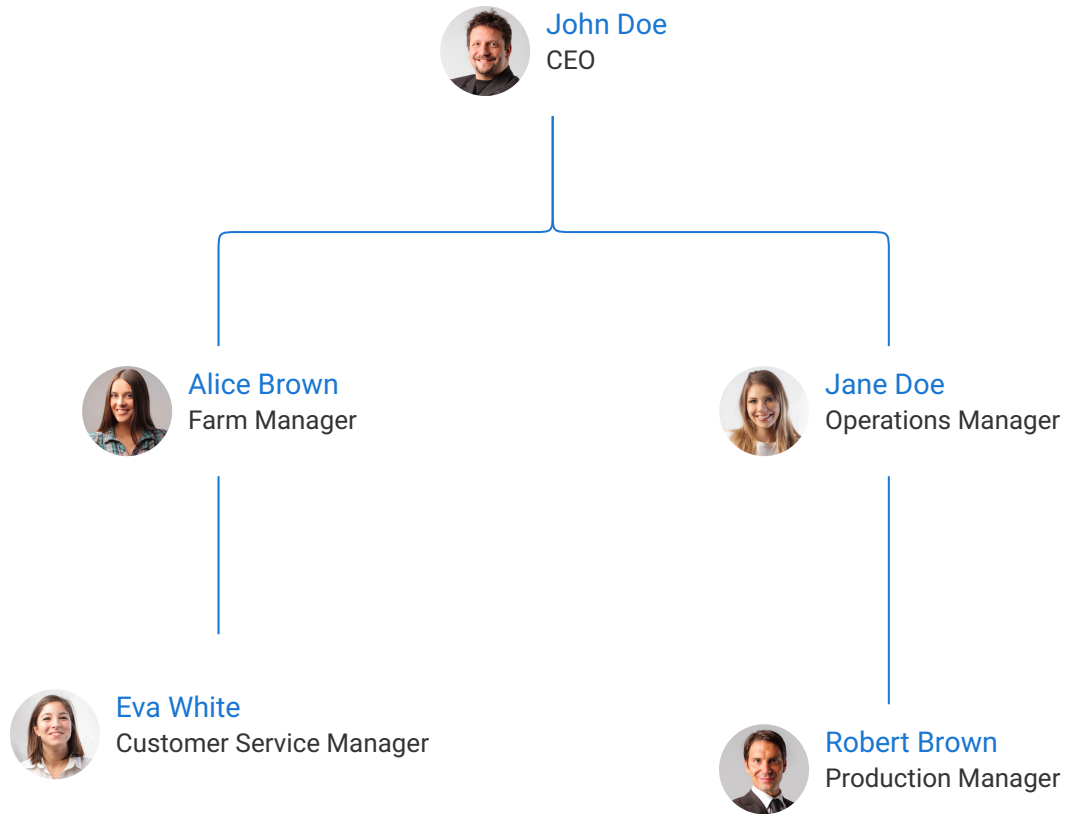 John Doe
CEO
Alice Brown
Farm Manager
Jane Doe
Operations Manager
Eva White
Customer Service Manager
Robert Brown
Production Manager